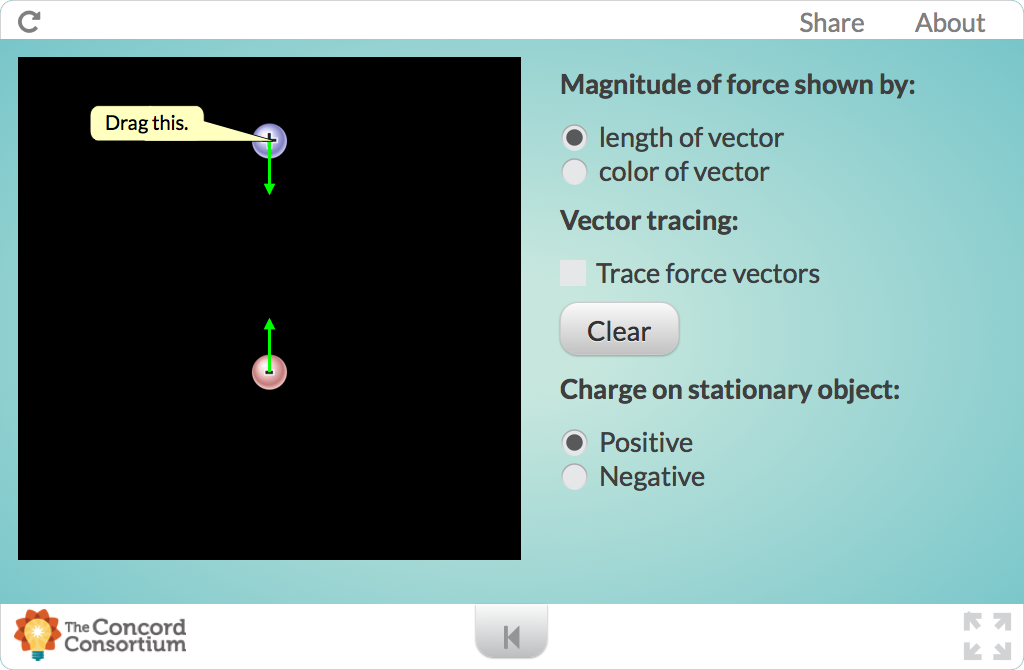 Share About
Drag this.
+
-
Magnitude of force shown by:
length of vector
color of vector
Vector tracing:
Trace force vectors
Clear
Charge on stationary object:
Positive
Negative
The Concord
Consortium